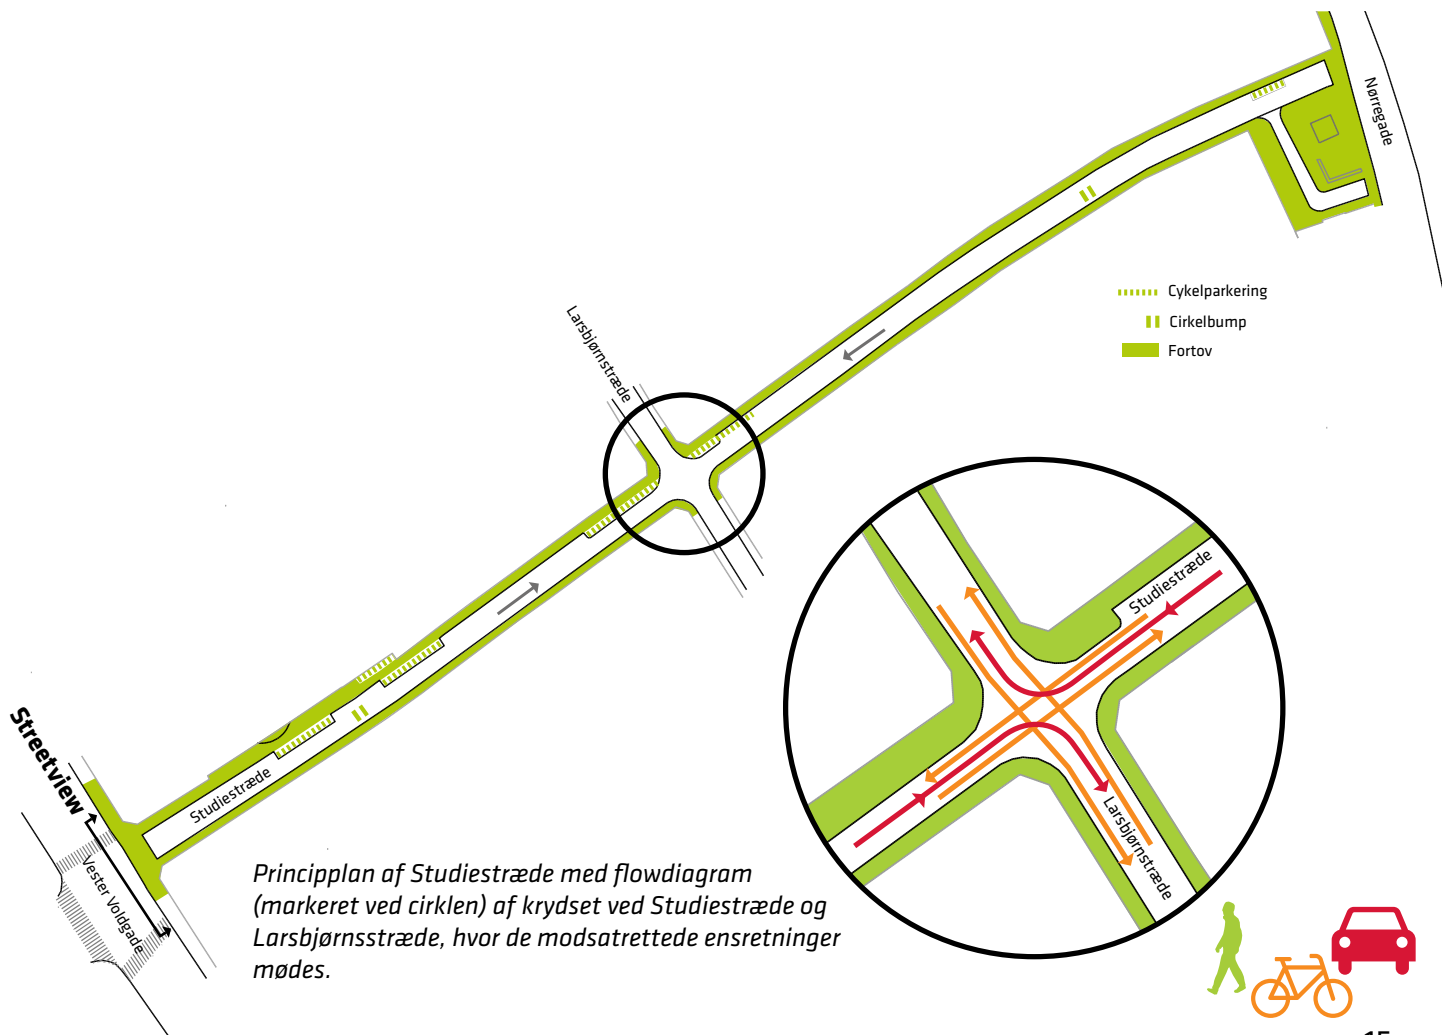 Nørregade
Cykelparkering
Cirkelbump
Fortov
Larsbjørnstræde
Studiestræde
Streetview
Studiestræde
Vester Voldgade
Larsbjørnstræde
Principplan af Studiestræde med flowdiagram
(markeret ved cirklen) af krydset ved Studiestræde og
Larsbjørnsstræde, hvor de modsatrettede ensretninger
mødes.